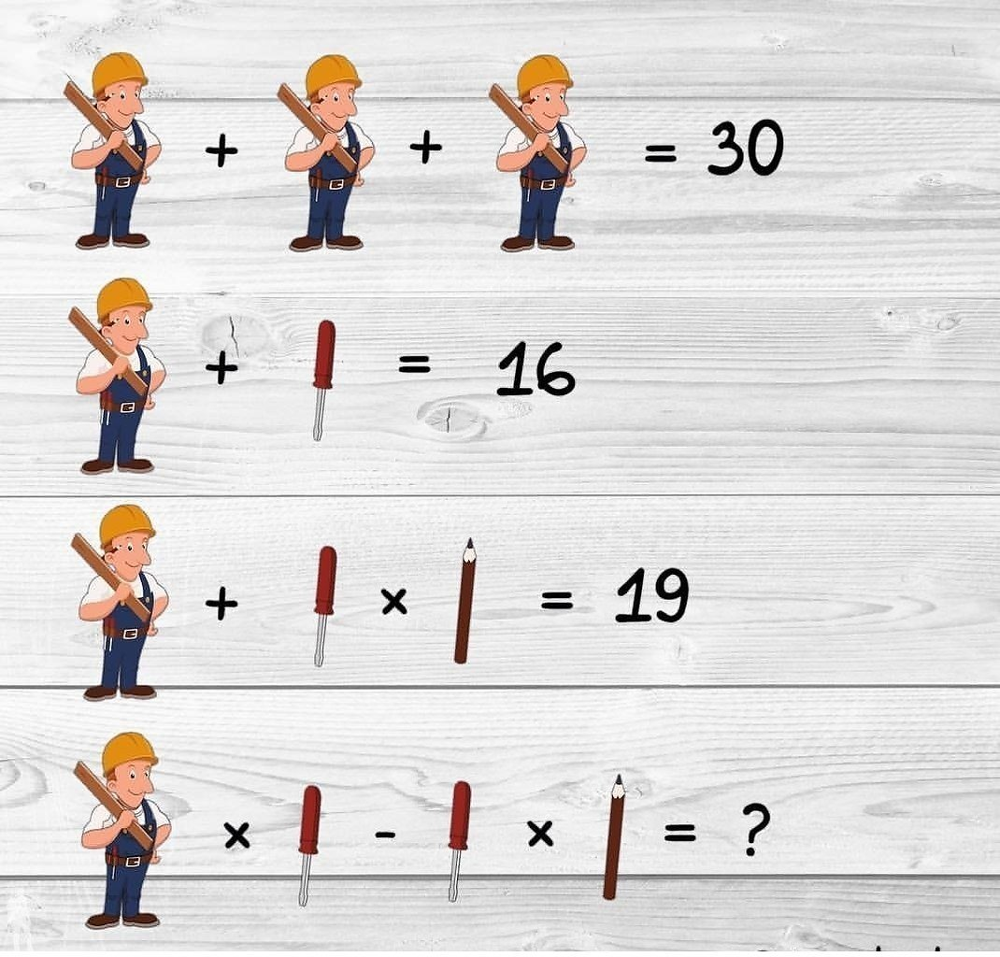 + + = 30
+ = 16
+ × = 19
× - × = ?